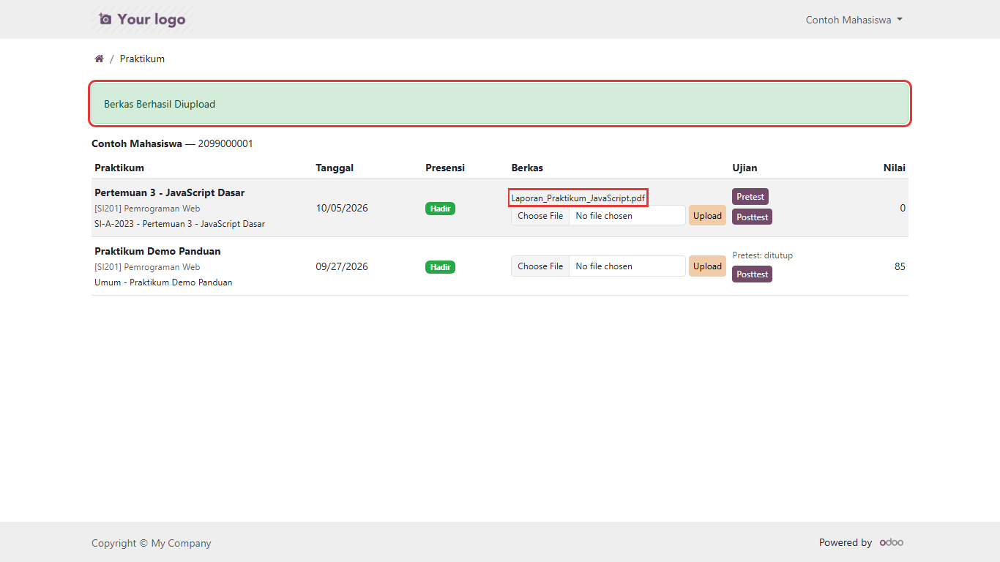 Your logo
Contoh Mahasiswa
/ Praktikum
Berkas Berhasil Diupload
Contoh Mahasiswa — 2099000001
Praktikum Tanggal Presensi Berkas Ujian Nilai
Pertemuan 3 - JavaScript Dasar
[SI201] Pemrograman Web
SI-A-2023 - Pertemuan 3 - JavaScript Dasar
10/05/2026
Hadir
Laporan_Praktikum_JavaScript.pdf
Choose File No file chosen Upload
Pretest
Posttest
0
Praktikum Demo Panduan
[SI201] Pemrograman Web
Umum - Praktikum Demo Panduan
09/27/2026
Hadir
Choose File No file chosen Upload
Pretest: ditutup
Posttest
85
Copyright © My Company
Powered by odoo